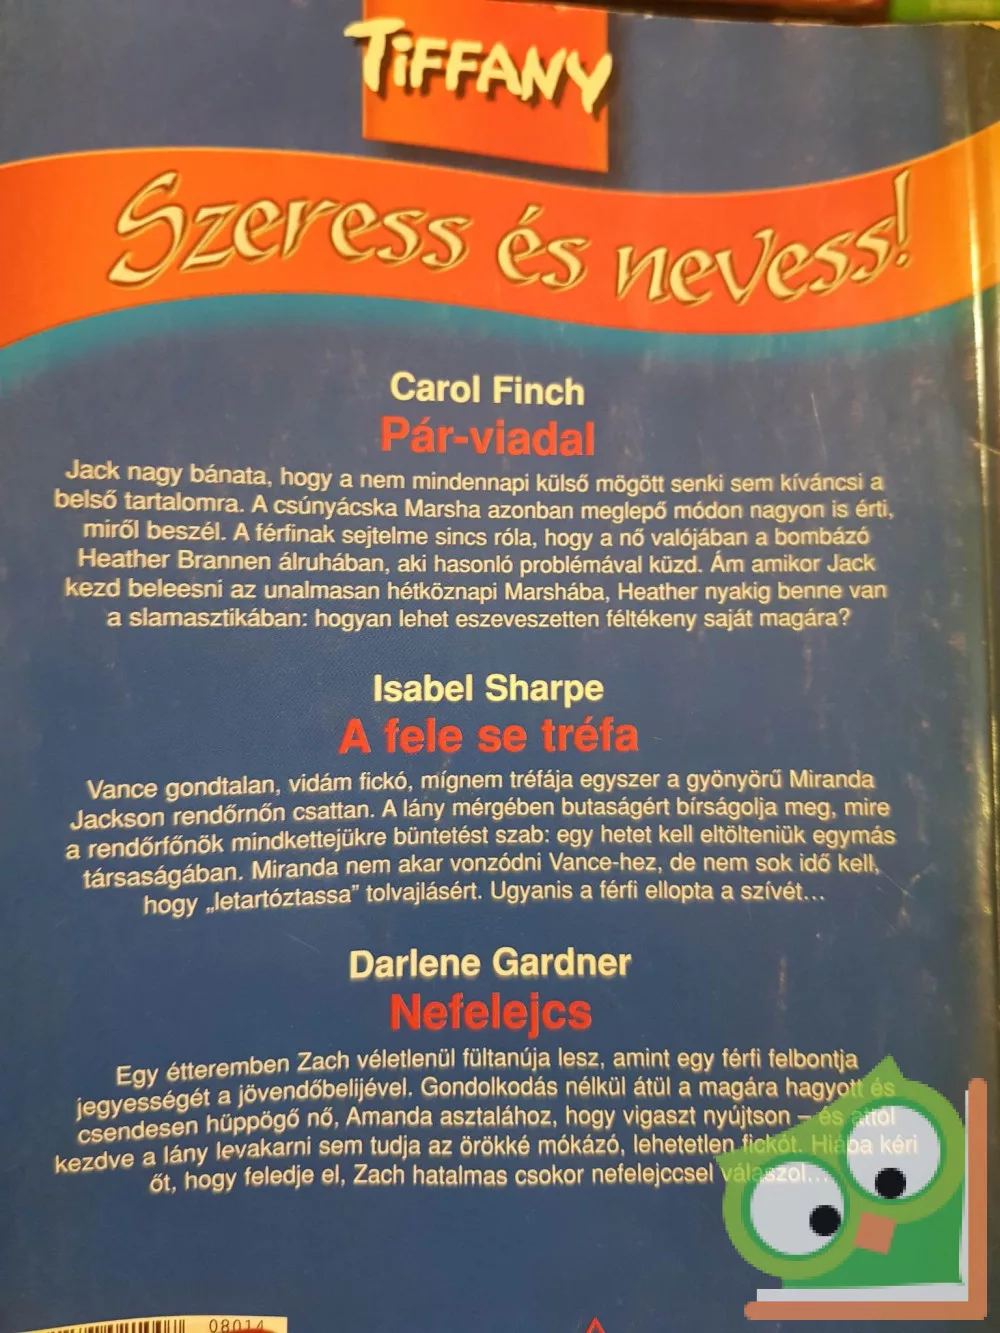 TiFFANY
Szeress és nevess!
Carol Finch
Pár-viadal
Jack nagy bánata, hogy a nem mindennapi külső mögött senki sem kíváncsi a
belső tartalomra. A csúnyácska Marsha azonban meglepő módon nagyon is érti,
miről beszél. A férfinak sejtelme sincs róla, hogy a nő valójában a bombázó
Heather Brannen álruhában, aki hasonló problémával küzd. Ám amikor Jack
kezd beleesni az unalmasan hétköznapi Marshába, Heather nyakig benne van
a slamasztikában: hogyan lehet eszeveszetten féltékeny saját magára?
Isabel Sharpe
A fele se tréfa
Vance gondtalan, vidám fickó, mígnem tréfája egyszer a gyönyörű Miranda
Jackson rendőrnőn csattan. A lány mérgében butaságért bírságolja meg, mire
a rendőrfőnök mindkettejükre büntetést szab: egy hetet kell eltölteniük egymás
társaságában. Miranda nem akar vonzódni Vance-hez, de nem sok idő kell,
hogy „letartóztassa” tolvajlásért. Ugyanis a férfi ellopta a szívét...
Darlene Gardner
Nefelejcs
Egy étteremben Zach véletlenül fültanúja lesz, amint egy férfi felbontja
jegyességét a jövendőbelijével. Gondolkodás nélkül átül a magára hagyott és
csendesen hüppögő nő, Amanda asztalához, hogy vigaszt nyújtson – és attól
kezdve a lány levakarni sem tudja az örökké mókázó, lehetetlen fickót. Hiába kéri
őt, hogy feledje el, Zach hatalmas csokor nefelejccsel válaszol...
08014